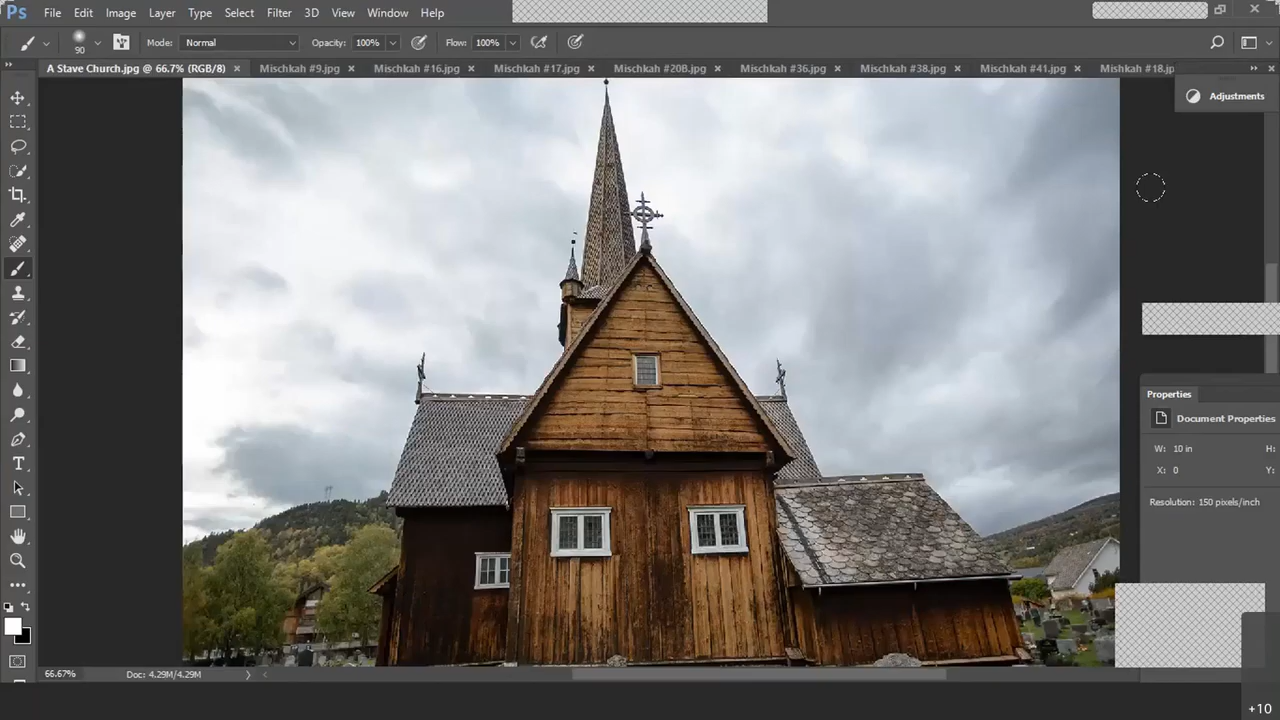 Ps File Edit Image Layer Type Select Filter 3D View Window Help
90 Mode: Normal Opacity: 100% Flow: 100%
A Stave Church.jpg @ 66.7% (RGB/8) × Mischkah #9.jpg × Mischkah #16.jpg × Mischkah #17.jpg × Mischkah #20B.jpg × Mischkah #36.jpg × Mischkah #38.jpg × Mischkah #41.jpg × Mishkah #18.jp
Adjustments
Properties
Document Properties
W: 10 in H:
X: 0 Y:
Resolution: 150 pixels/inch
66.67% Doc: 4.29M/4.29M
+10